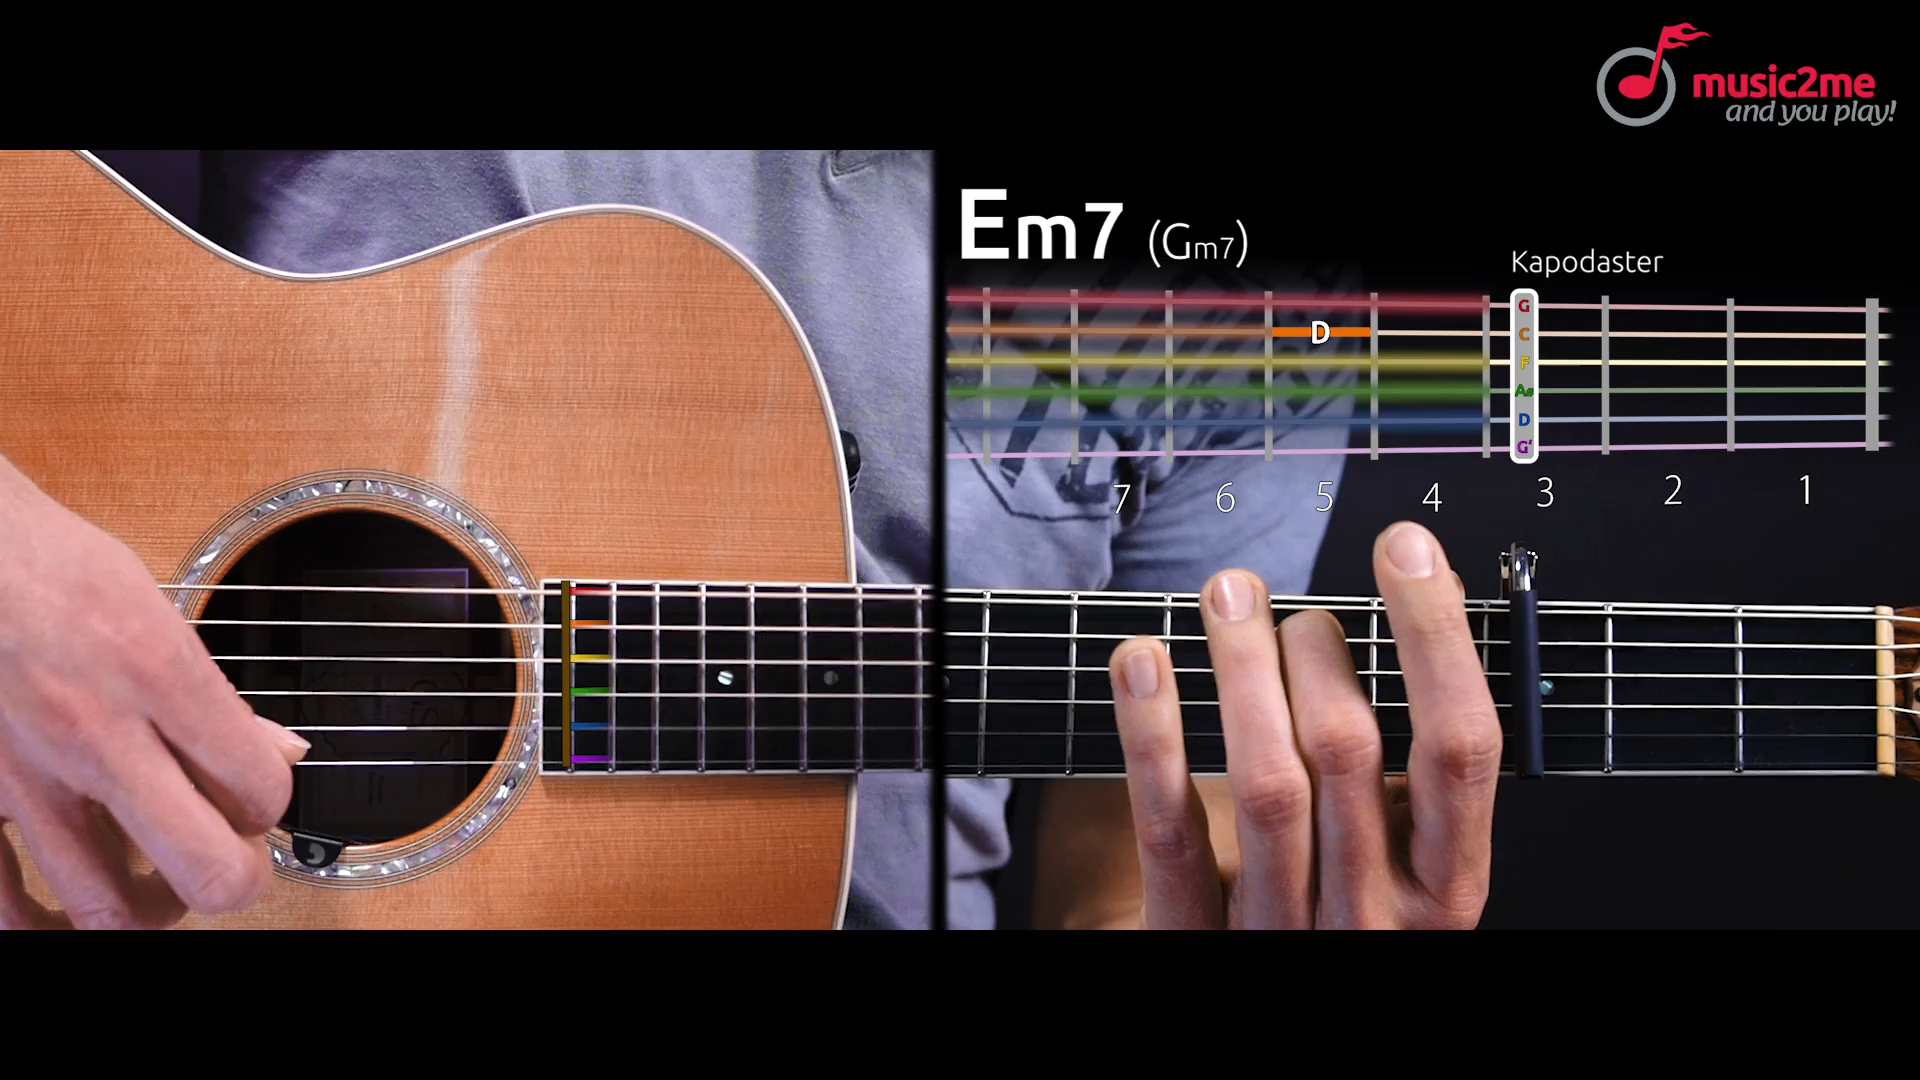 music2me
and you play!
Em7 (Gm7)
Kapodaster
G
D
C
F
A#
D
G'
7 6 5 4 3 2 1